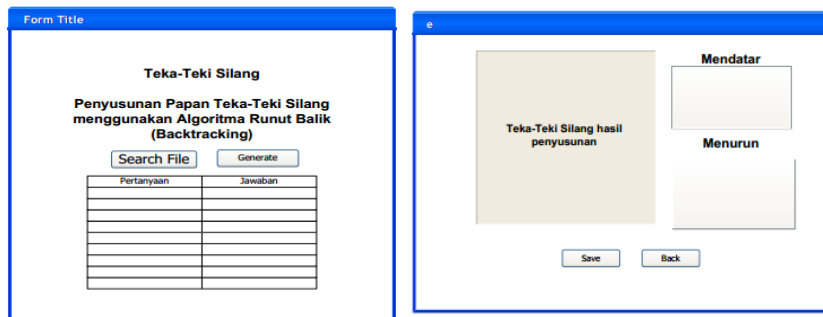 Form Title
Teka-Teki Silang
Penyusunan Papan Teka-Teki Silang
menggunakan Algoritma Runut Balik
(Backtracking)
Search File
Generate
Pertanyaan
Jawaban
e
Teka-Teki Silang hasil
penyusunan
Mendatar
Menurun
Save
Back